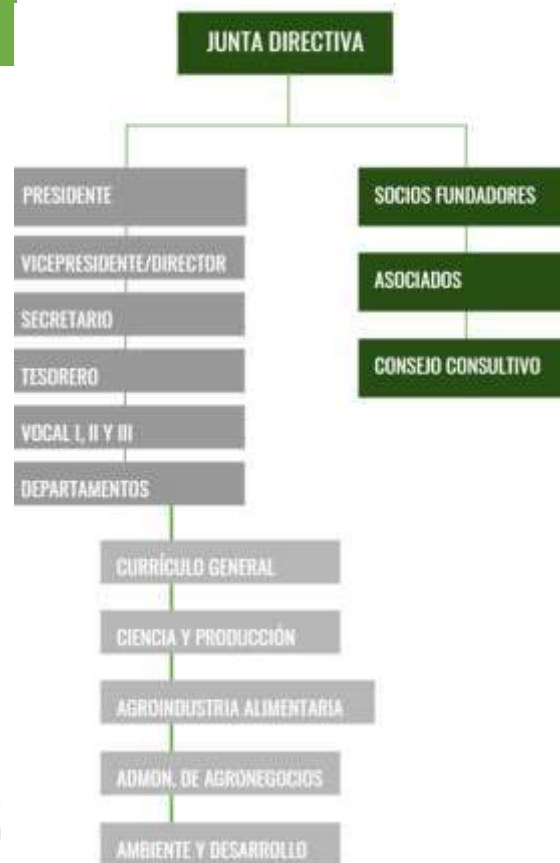 JUNTA DIRECTIVA
PRESIDENTE
VICEPRESIDENTE/DIRECTOR
SECRETARIO
TESORERO
VOCAL I, II Y III
DEPARTAMENTOS
SOCIOS FUNDADORES
ASOCIADOS
CONSEJO CONSULTIVO
CURRÍCULO GENERAL
CIENCIA Y PRODUCCIÓN
AGROINDUSTRIA ALIMENTARIA
ADMON. DE AGRONEGOCIOS
AMBIENTE Y DESARROLLO